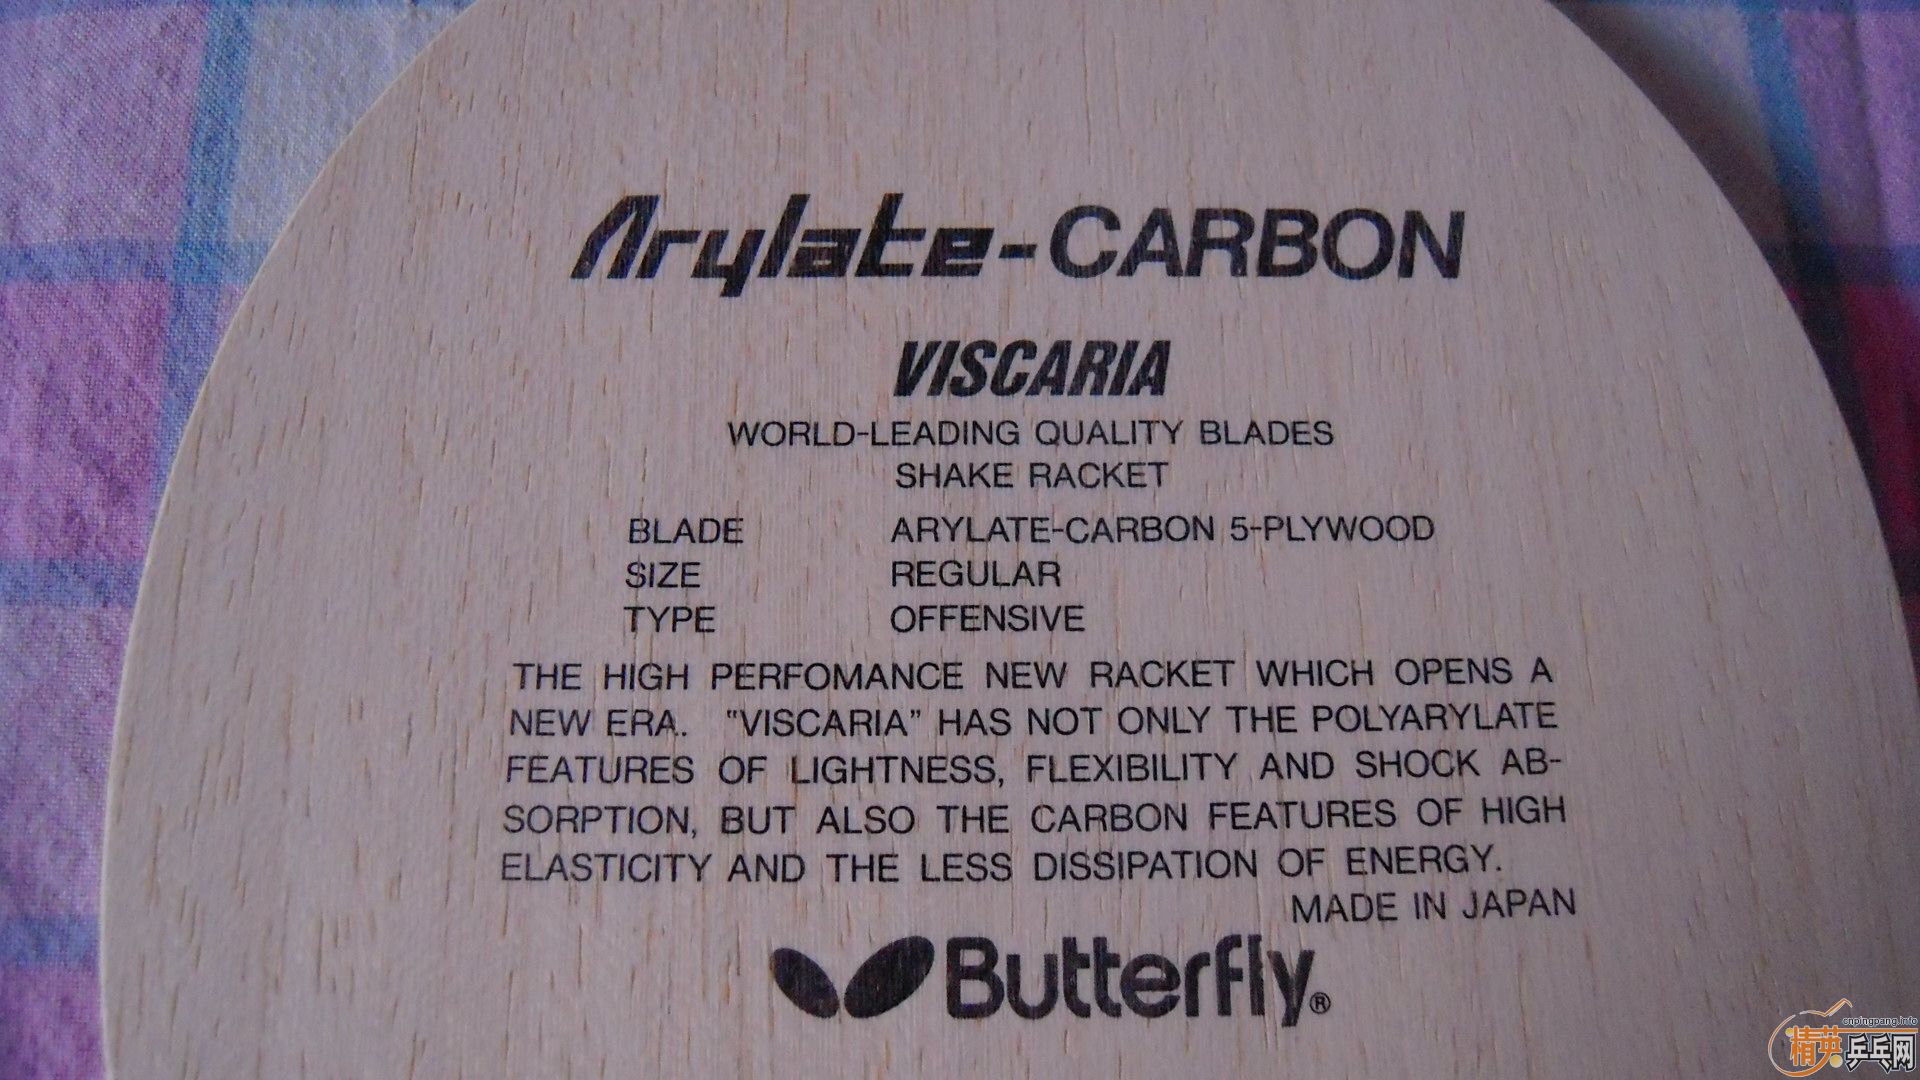 Arylate-CARBON
VISCARIA
WORLD-LEADING QUALITY BLADES
SHAKE RACKET
BLADE ARYLATE-CARBON 5-PLYWOOD
SIZE REGULAR
TYPE OFFENSIVE
THE HIGH PERFOMANCE NEW RACKET WHICH OPENS A
NEW ERA. "VISCARIA" HAS NOT ONLY THE POLYARYLATE
FEATURES OF LIGHTNESS, FLEXIBILITY AND SHOCK AB-
SORPTION, BUT ALSO THE CARBON FEATURES OF HIGH
ELASTICITY AND THE LESS DISSIPATION OF ENERGY.
MADE IN JAPAN
Butterfly®
cnpingpang.info
精英乒乓网